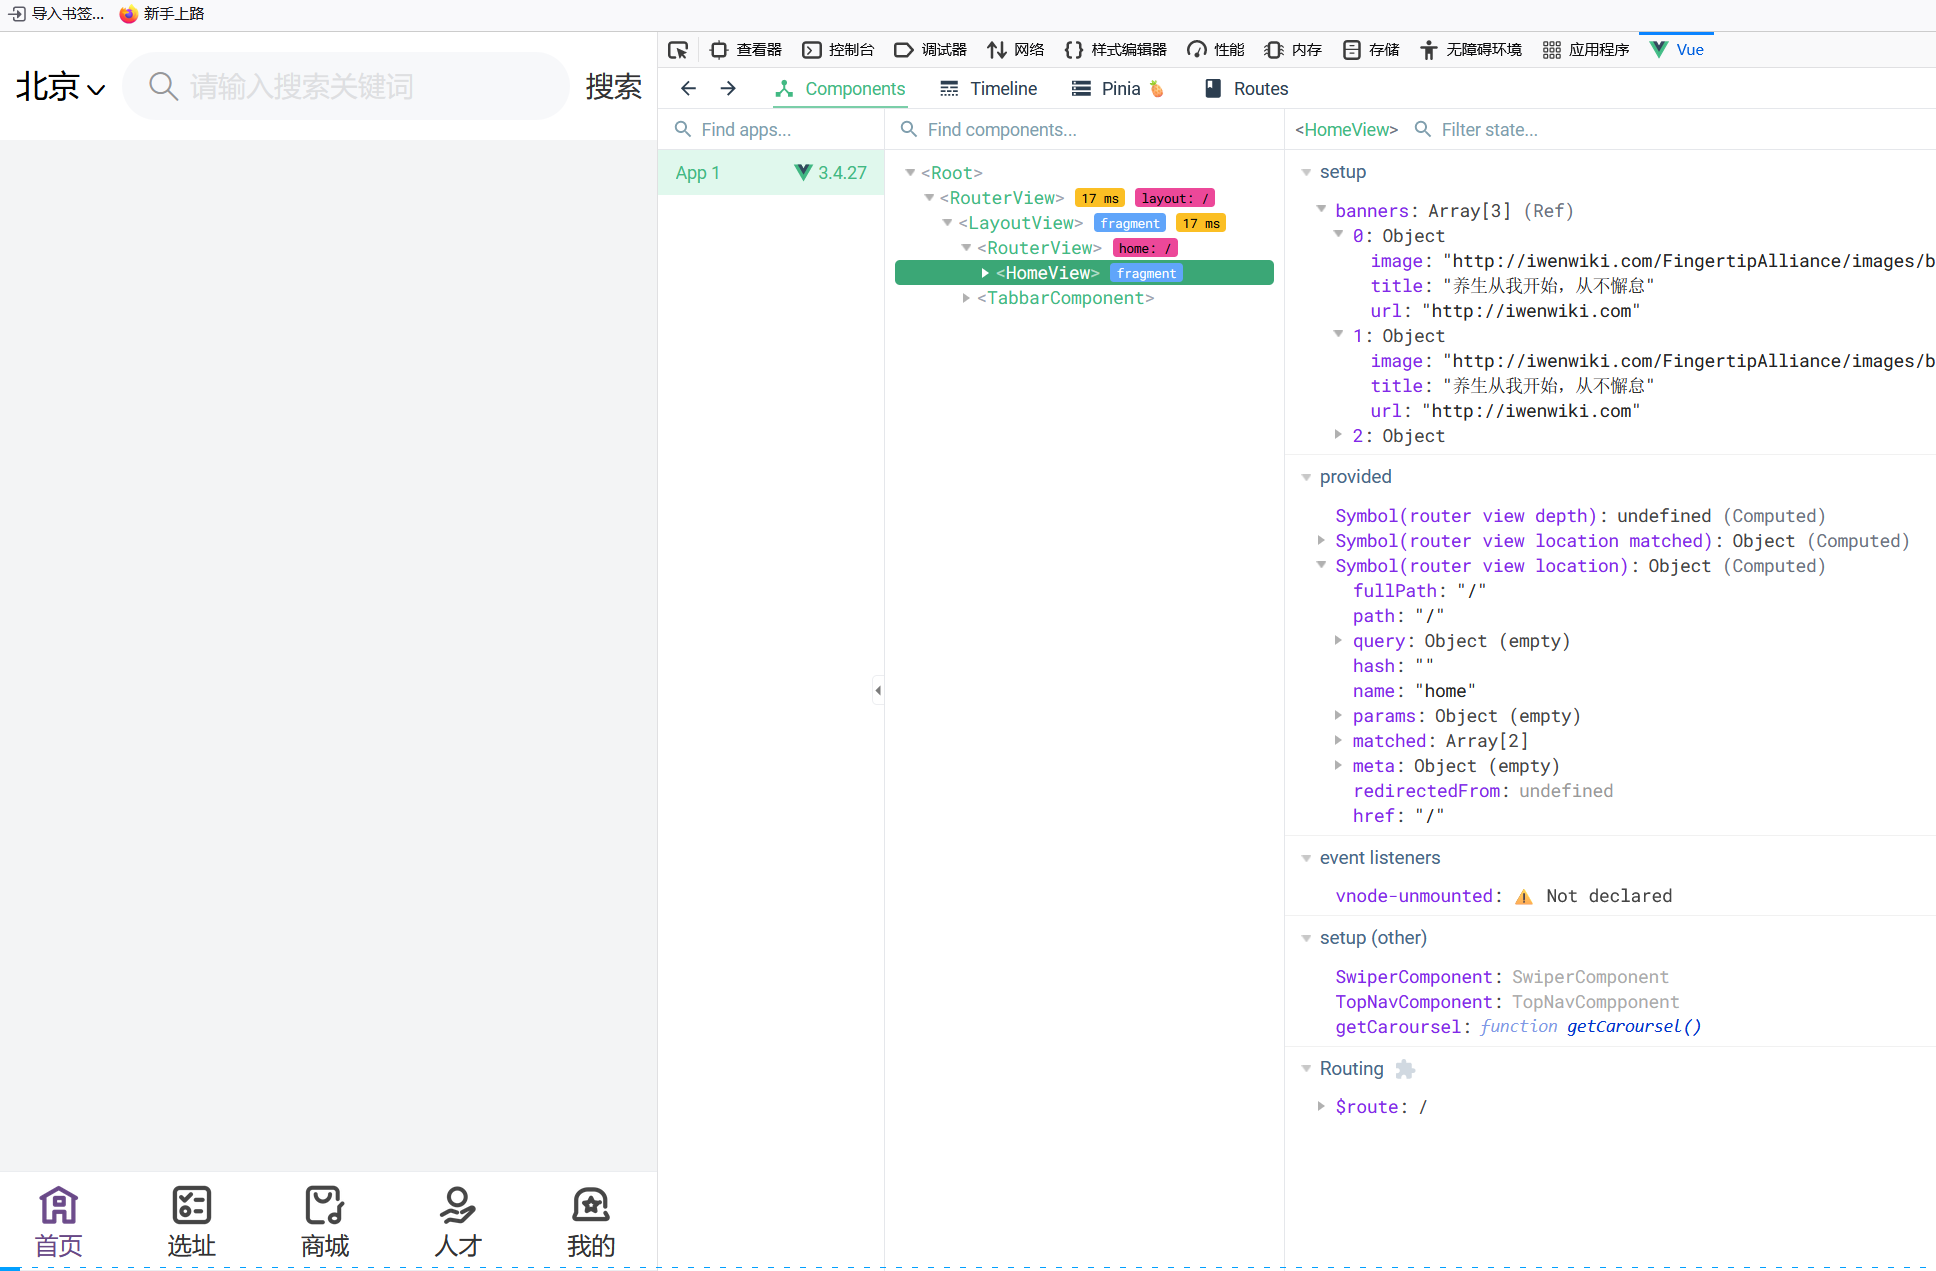 导入书签... 新手上路
北京 请输入搜索关键词 搜索
首页 选址 商城 人才 我的
查看器 控制台 调试器 网络 样式编辑器 性能 内存 存储 无障碍环境 应用程序 Vue
Components Timeline Pinia 🍍 Routes
Find apps...
App 1 3.4.27
Find components...
<Root>
<RouterView> 17 ms layout: /
<LayoutView> fragment 17 ms
<RouterView> home: /
<HomeView> fragment
<TabbarComponent>
<HomeView> Filter state...
setup
banners: Array[3] (Ref)
0: Object
image: "http://iwenwiki.com/FingertipAlliance/images/b
title: "养生从我开始，从不懈怠"
url: "http://iwenwiki.com"
1: Object
image: "http://iwenwiki.com/FingertipAlliance/images/b
title: "养生从我开始，从不懈怠"
url: "http://iwenwiki.com"
2: Object
provided
Symbol(router view depth): undefined (Computed)
Symbol(router view location matched): Object (Computed)
Symbol(router view location): Object (Computed)
fullPath: "/"
path: "/"
query: Object (empty)
hash: ""
name: "home"
params: Object (empty)
matched: Array[2]
meta: Object (empty)
redirectedFrom: undefined
href: "/"
event listeners
vnode-unmounted: ⚠️ Not declared
setup (other)
SwiperComponent: SwiperComponent
TopNavComponent: TopNavCompponent
getCaroursel: function getCaroursel()
Routing
$route: /